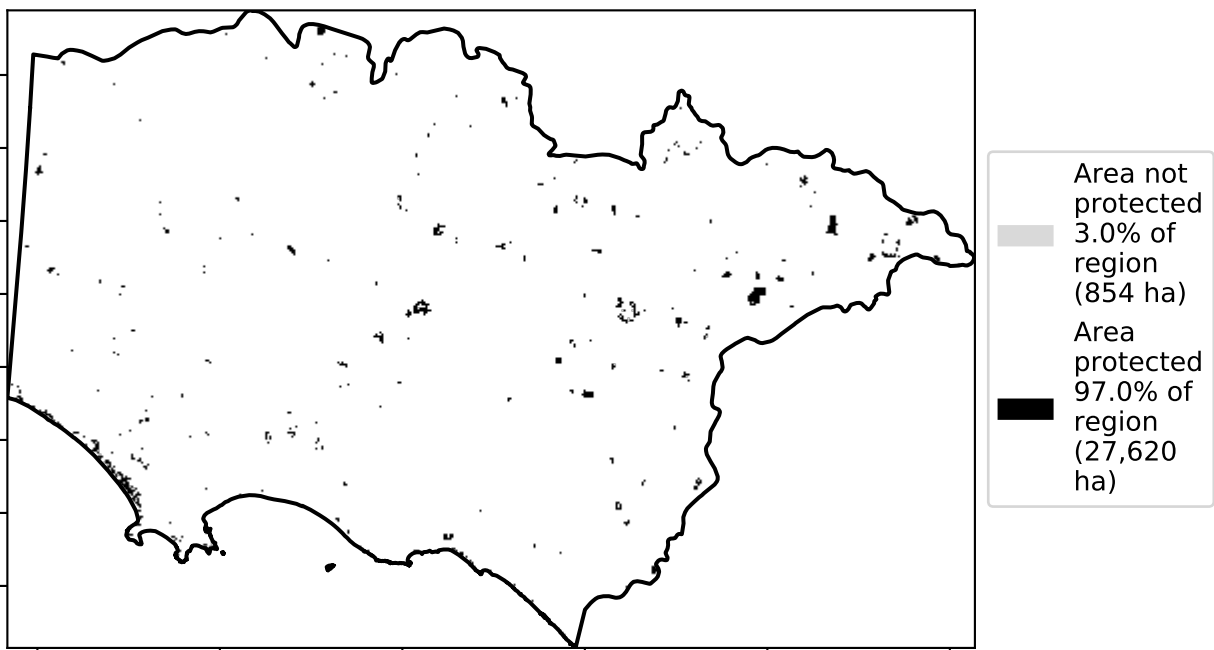 Area not
protected
3.0% of
region
(854 ha)
Area
protected
97.0% of
region
(27,620
ha)